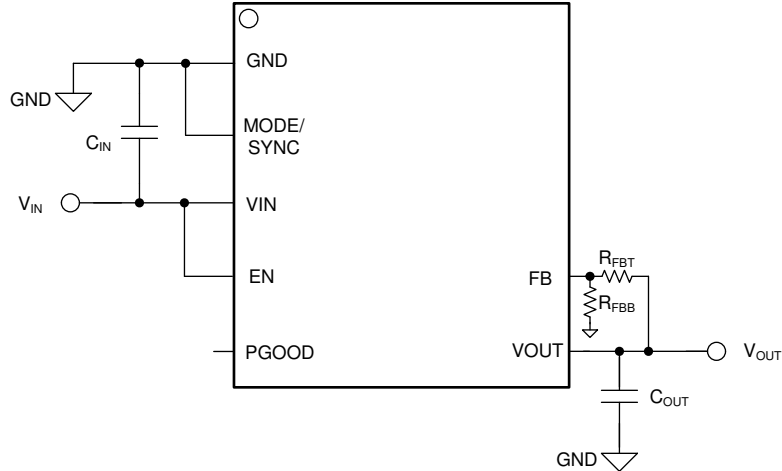 GND
GND
MODE/
SYNC
C_IN
V_IN
VIN
EN
FB
R_FBT
R_FBB
PGOOD
VOUT
V_OUT
C_OUT
GND